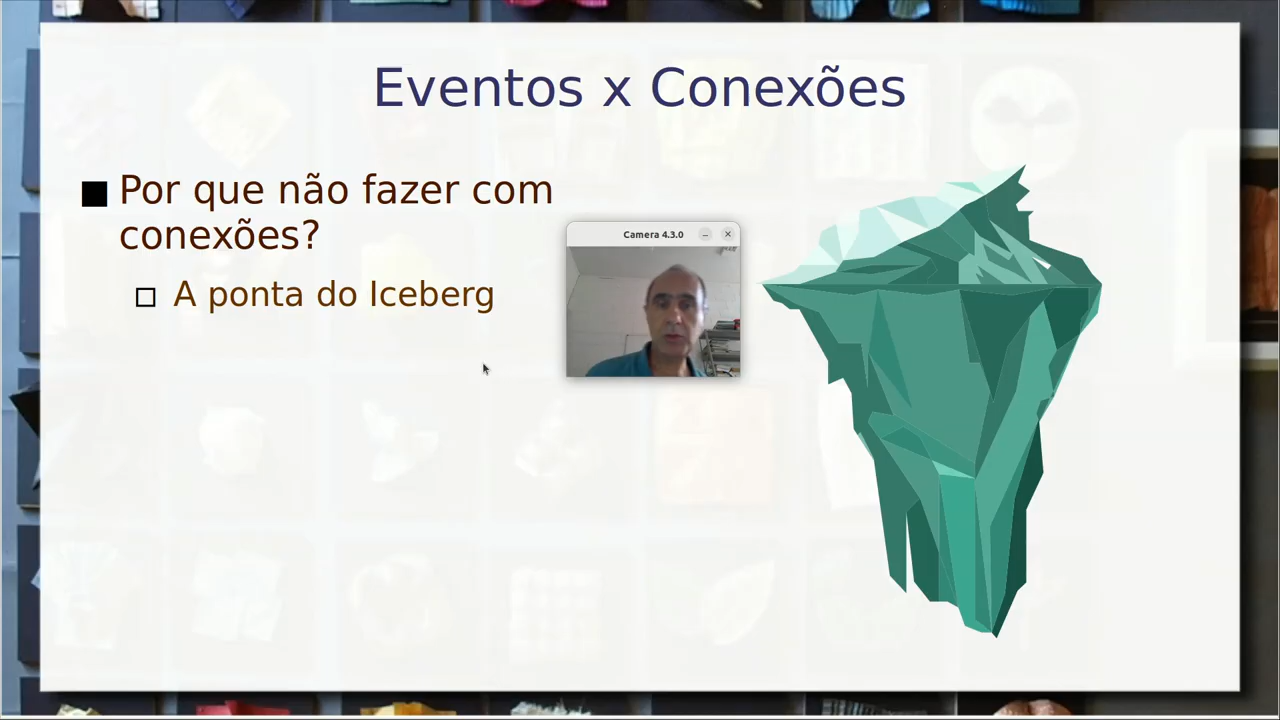 Eventos x Conexões
Por que não fazer com
conexões?
A ponta do Iceberg
Camera 4.3.0